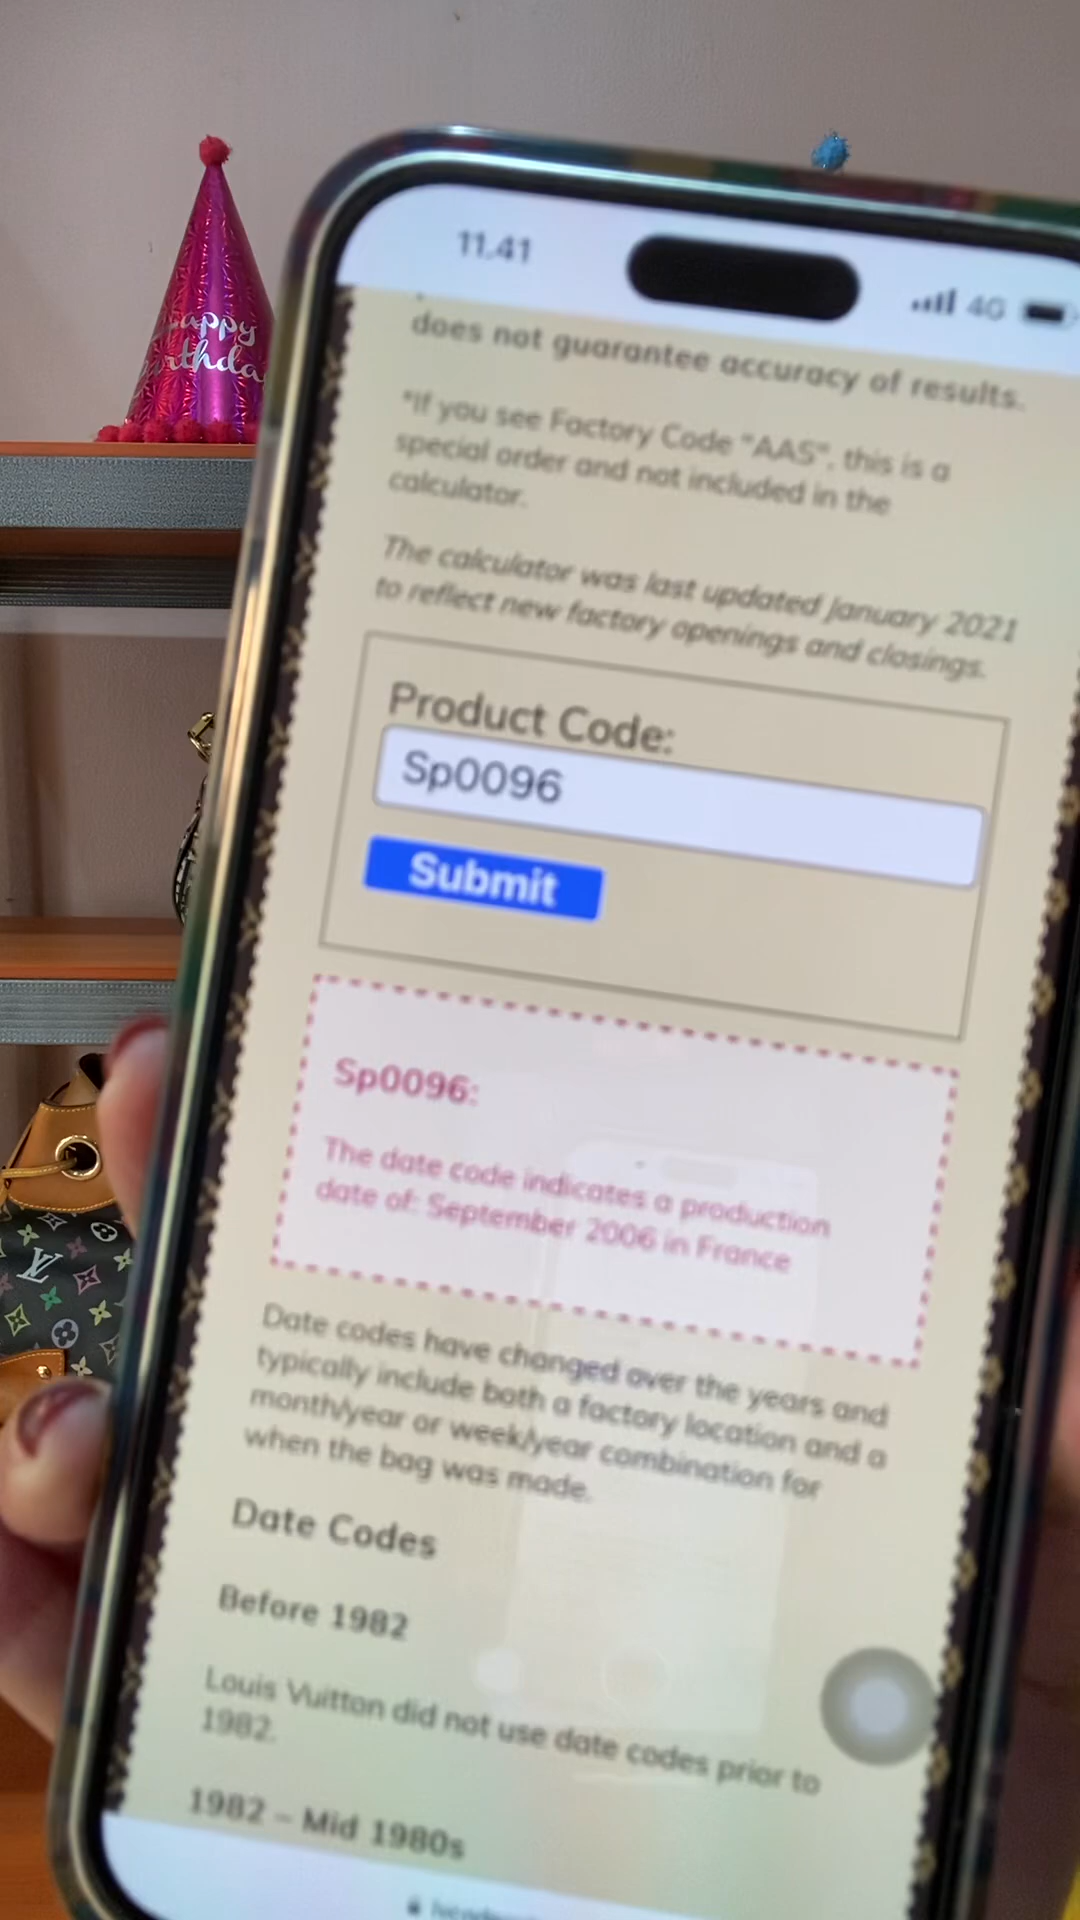 Happy
Birthda
11.41
4G
does not guarantee accuracy of results.
*If you see Factory Code "AAS", this is a
special order and not included in the
calculator.
The calculator was last updated January 2021
to reflect new factory openings and closings.
Product Code:
Sp0096
Submit
Sp0096:
The date code indicates a production
date of: September 2006 in France
Date codes have changed over the years and
typically include both a factory location and a
month/year or week/year combination for
when the bag was made.
Date Codes
Before 1982
Louis Vuitton did not use date codes prior to
1982.
1982 – Mid 1980s